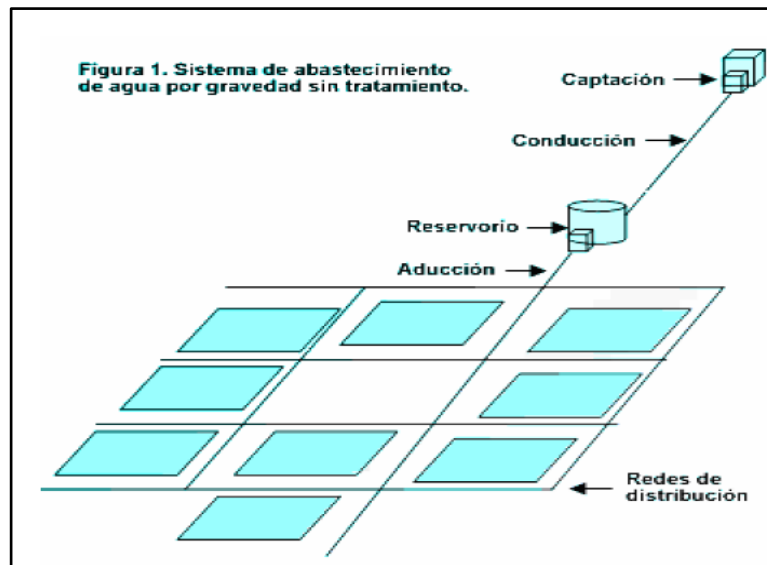 Figura 1. Sistema de abastecimiento
de agua por gravedad sin tratamiento.
Captación
Conducción
Reservorio
Aducción
Redes de
distribución